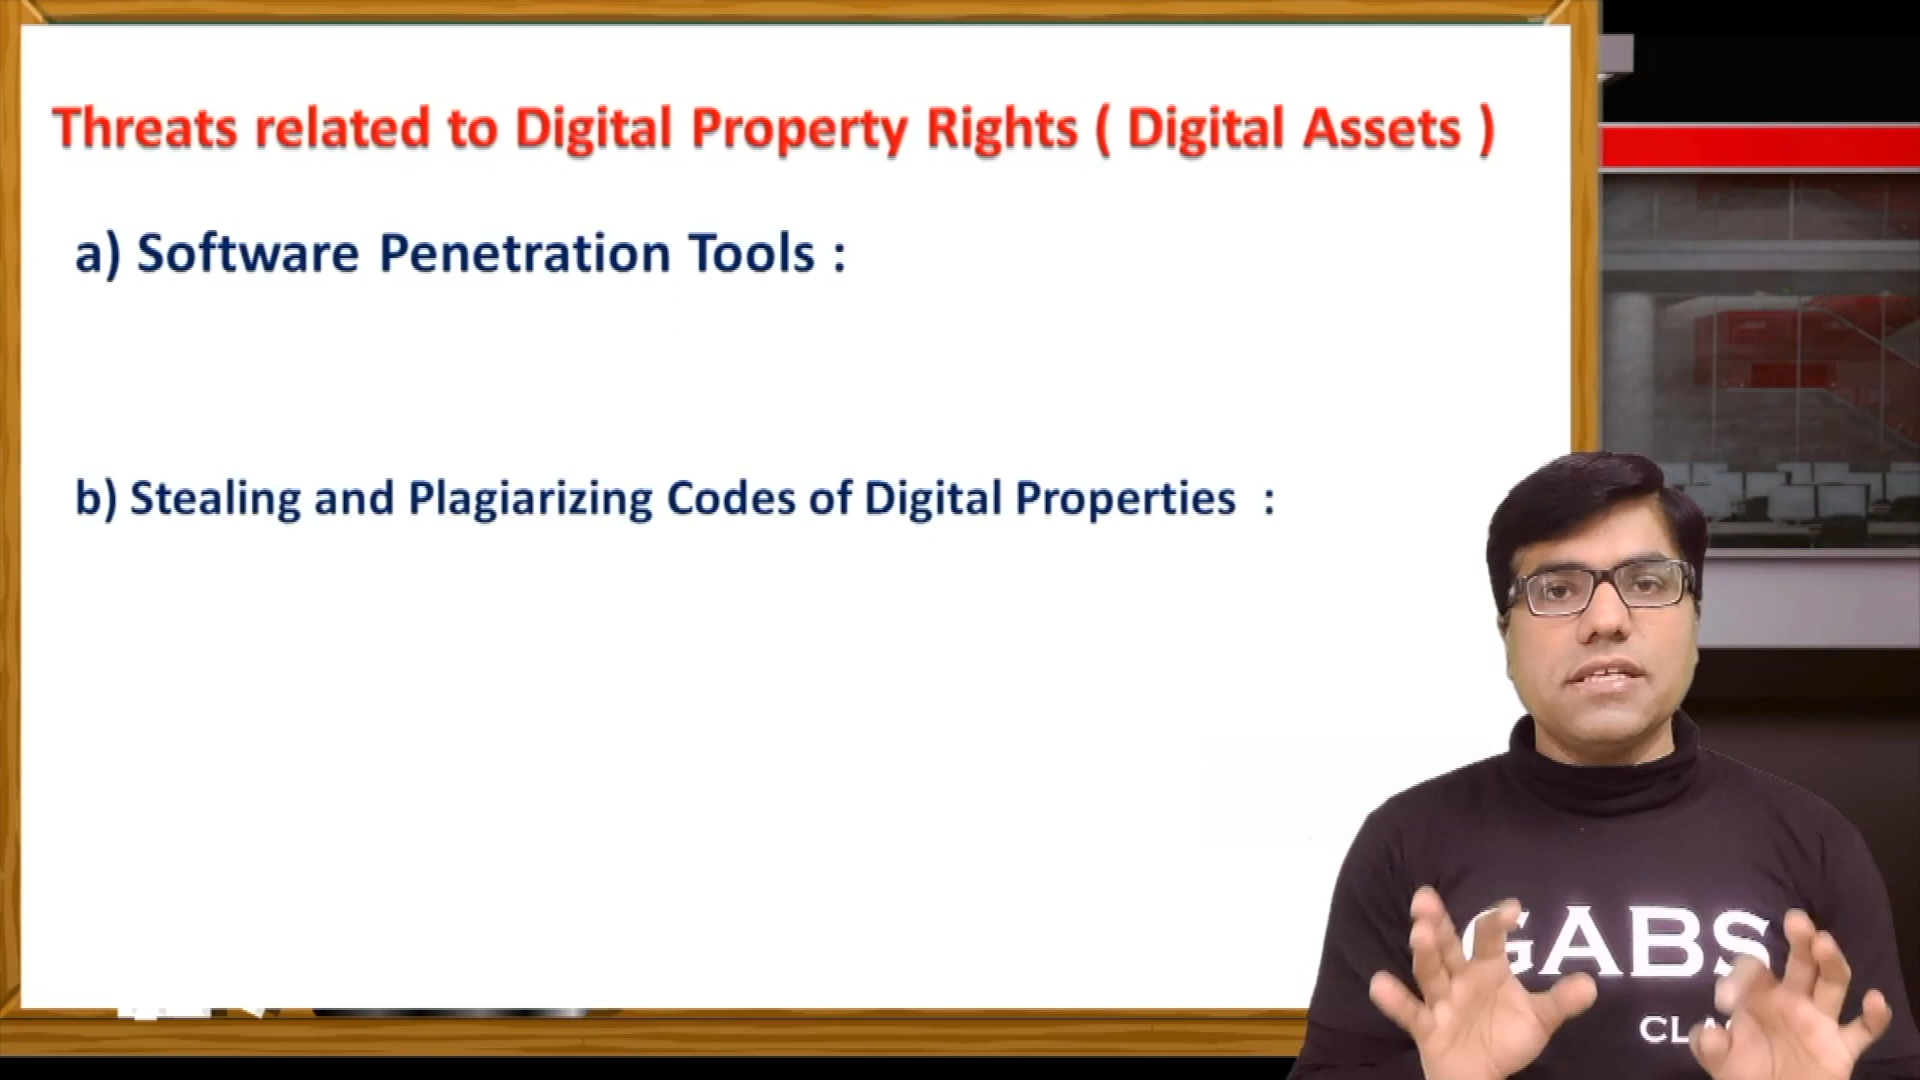 Threats related to Digital Property Rights ( Digital Assets )
a) Software Penetration Tools :
b) Stealing and Plagiarizing Codes of Digital Properties :
GABS